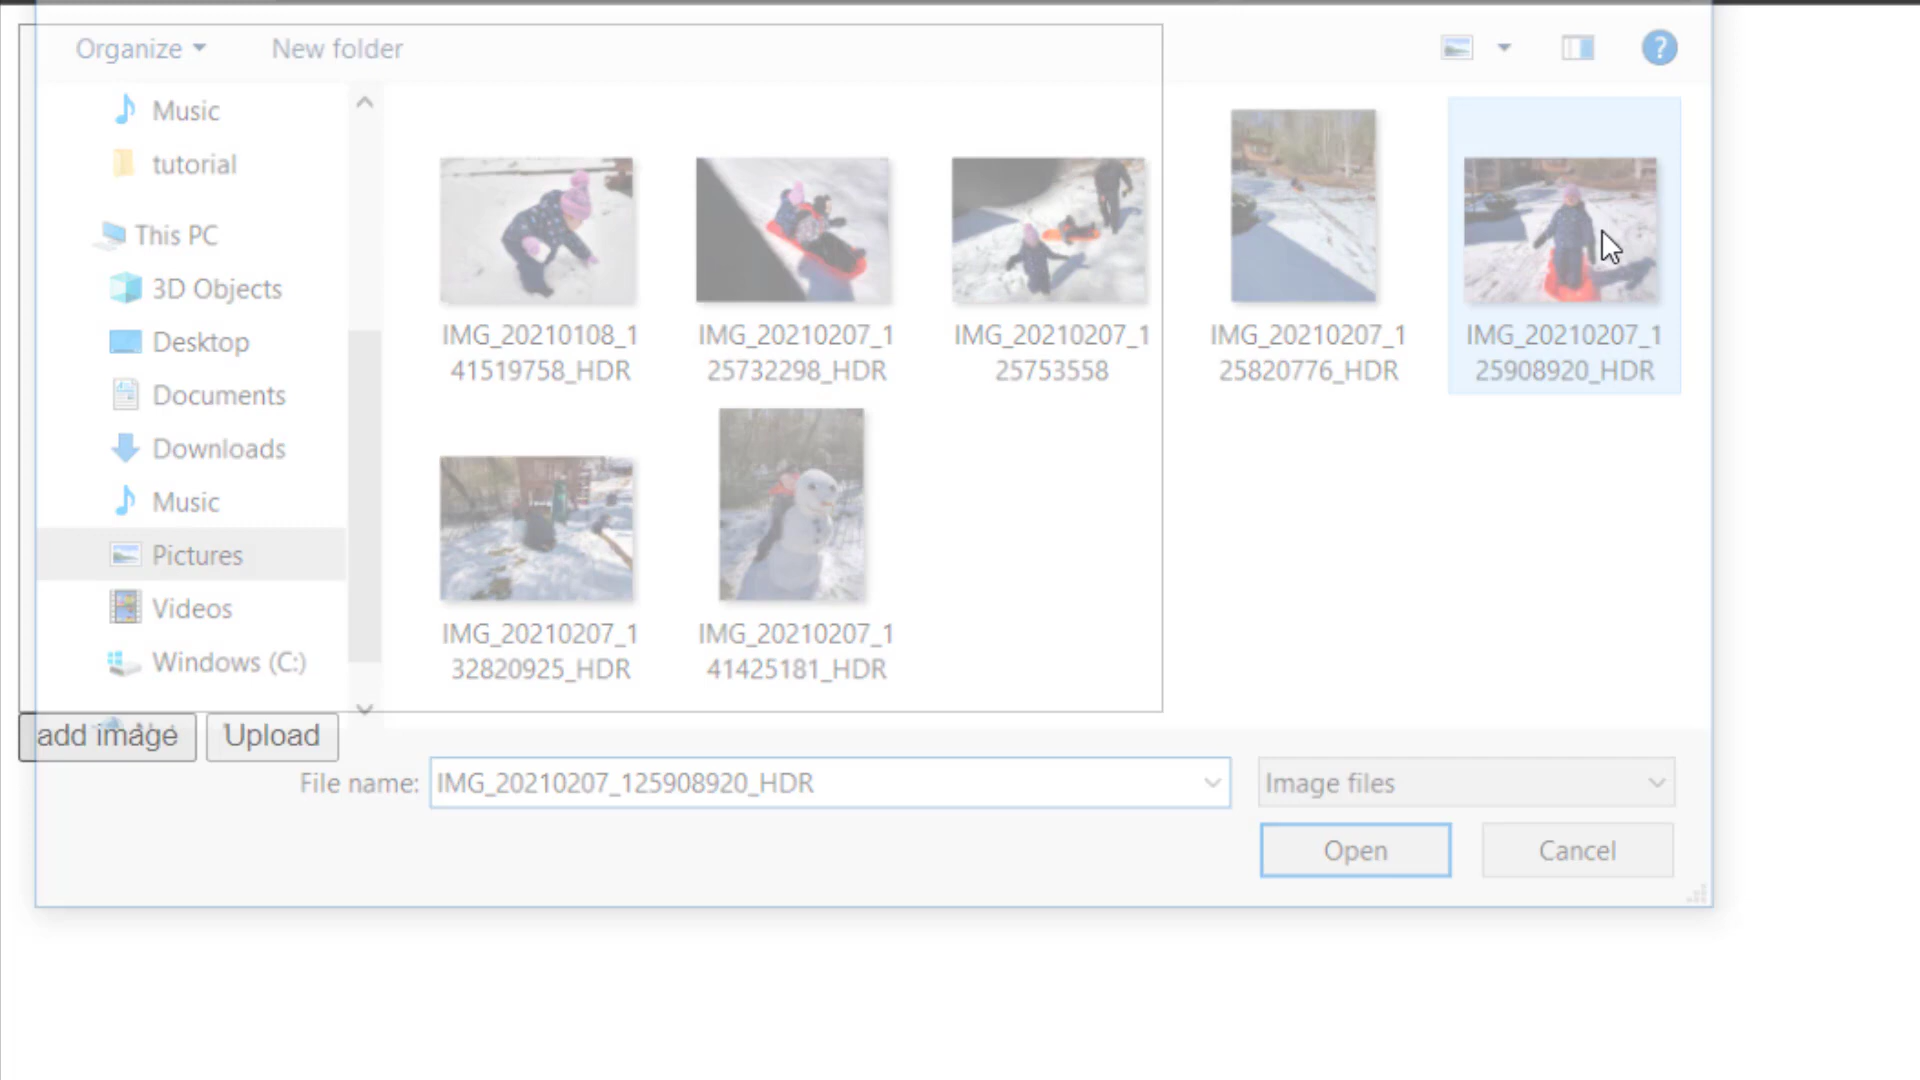 Organize
New folder
Music
tutorial
This PC
3D Objects
Desktop
Documents
Downloads
Music
Pictures
Videos
Windows (C:)
IMG_20210108_1
41519758_HDR
IMG_20210207_1
25732298_HDR
IMG_20210207_1
25753558
IMG_20210207_1
25820776_HDR
IMG_20210207_1
25908920_HDR
IMG_20210207_1
32820925_HDR
IMG_20210207_1
41425181_HDR
add image
Upload
File name:
IMG_20210207_125908920_HDR
Image files
Open
Cancel